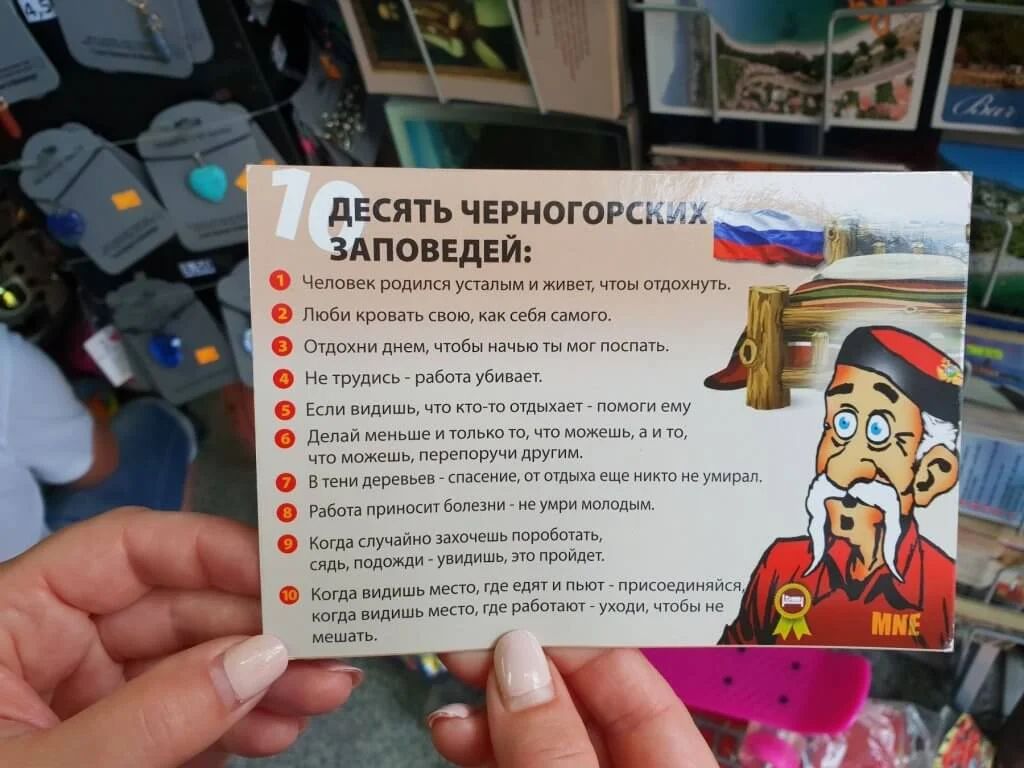 4,5
Bar
10
ДЕСЯТЬ ЧЕРНОГОРСКИХ
ЗАПОВЕДЕЙ:
1 Человек родился усталым и живет, чтоы отдохнуть.
2 Люби кровать свою, как себя самого.
3 Отдохни днем, чтобы начью ты мог поспать.
4 Не трудись - работа убивает.
5 Если видишь, что кто-то отдыхает - помоги ему
6 Делай меньше и только то, что можешь, а и то,
что можешь, перепоручи другим.
7 В тени деревьев - спасение, от отдыха еще никто не умирал.
8 Работа приносит болезни - не умри молодым.
9 Когда случайно захочешь пороботать,
сядь, подожди - увидишь, это пройдет.
10 Когда видишь место, где едят и пьют - присоединяйся,
когда видишь место, где работают - уходи, чтобы не
мешать.
MNE